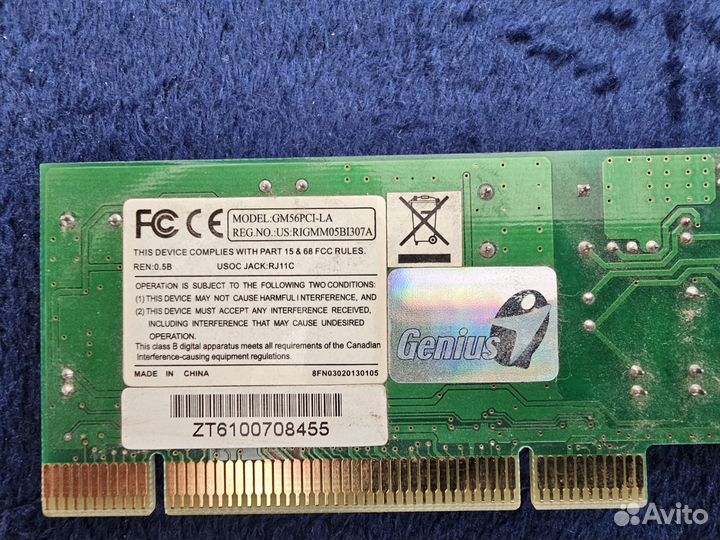 FC CE
MODEL:GM56PCI-LA
REG.NO.:US:RIGMM05BI307A
THIS DEVICE COMPLIES WITH PART 15 & 68 FCC RULES.
REN:0.5B USOC JACK:RJ11C
OPERATION IS SUBJECT TO THE FOLLOWING TWO CONDITIONS:
(1) THIS DEVICE MAY NOT CAUSE HARMFUL INTERFERENCE, AND
(2) THIS DEVICE MUST ACCEPT ANY INTERFERENCE RECEIVED,
INCLUDING INTERFERENCE THAT MAY CAUSE UNDESIRED
OPERATION.
This class B digital apparatus meets all requirements of the Canadian
Interference-causing equipment regulations.
MADE IN CHINA 8FN03020130105
ZT6100708455
Genius
Avito